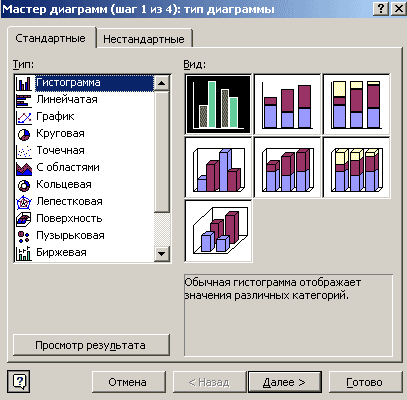 Мастер диаграмм (шаг 1 из 4): тип диаграммы
Стандартные
Нестандартные
Тип:
Гистограмма
Линейчатая
График
Круговая
Точечная
С областями
Кольцевая
Лепестковая
Поверхность
Пузырьковая
Биржевая
Вид:
Обычная гистограмма отображает
значения различных категорий.
Просмотр результата
Отмена
< Назад
Далее >
Готово